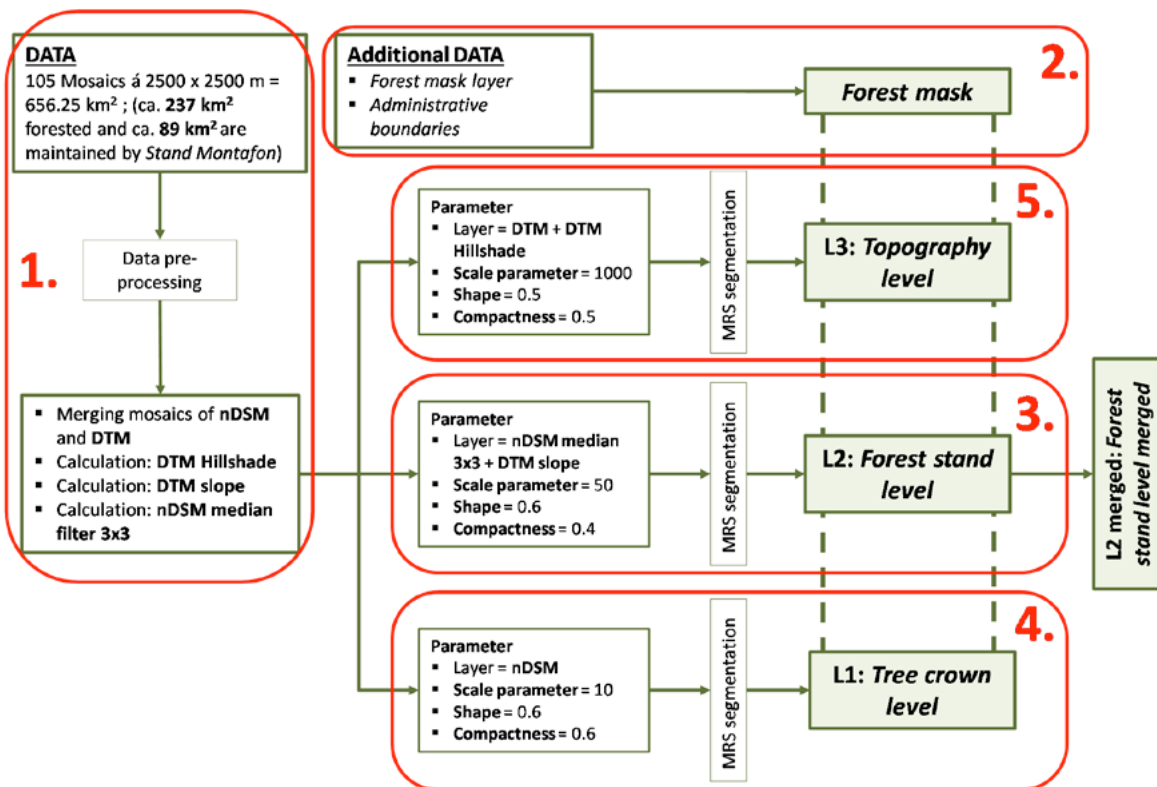 DATA
105 Mosaics á 2500 x 2500 m =
656.25 km² ; (ca. 237 km²
forested and ca. 89 km² are
maintained by Stand Montafon)
1.
Data pre-
processing
▪ Merging mosaics of nDSM
and DTM
▪ Calculation: DTM Hillshade
▪ Calculation: DTM slope
▪ Calculation: nDSM median
filter 3x3
Additional DATA
▪ Forest mask layer
▪ Administrative
boundaries
Forest mask
2.
Parameter
▪ Layer = DTM + DTM
Hillshade
▪ Scale parameter = 1000
▪ Shape = 0.5
▪ Compactness = 0.5
MRS segmentation
L3: Topography
level
5.
Parameter
▪ Layer = nDSM median
3x3 + DTM slope
▪ Scale parameter = 50
▪ Shape = 0.6
▪ Compactness = 0.4
MRS segmentation
L2: Forest stand
level
3.
L2 merged: Forest
stand level merged
Parameter
▪ Layer = nDSM
▪ Scale parameter = 10
▪ Shape = 0.6
▪ Compactness = 0.6
MRS segmentation
L1: Tree crown
level
4.